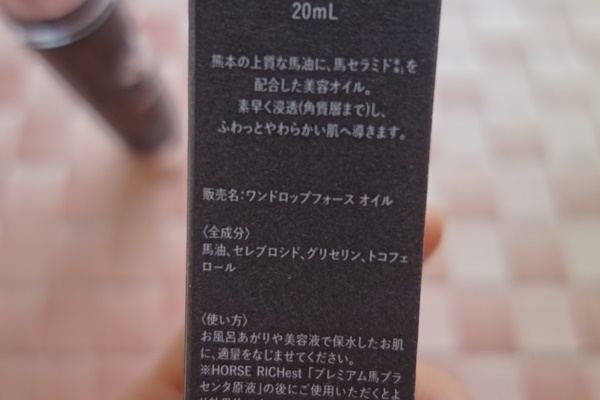 20mL
熊本の上質な馬油に、馬セラミド※1を
配合した美容オイル。
素早く浸透(角質層まで)し、
ふわっとやわらかい肌へ導きます。
販売名:ワンドロップフォース オイル
〈全成分〉
馬油、セレブロシド、グリセリン、トコフェ
ロール
〈使い方〉
お風呂あがりや美容液で保水したお肌
に、適量をなじませてください。
※HORSE RICHest「プレミアム馬プラ
センタ原液」の後にご使用いただくとよ